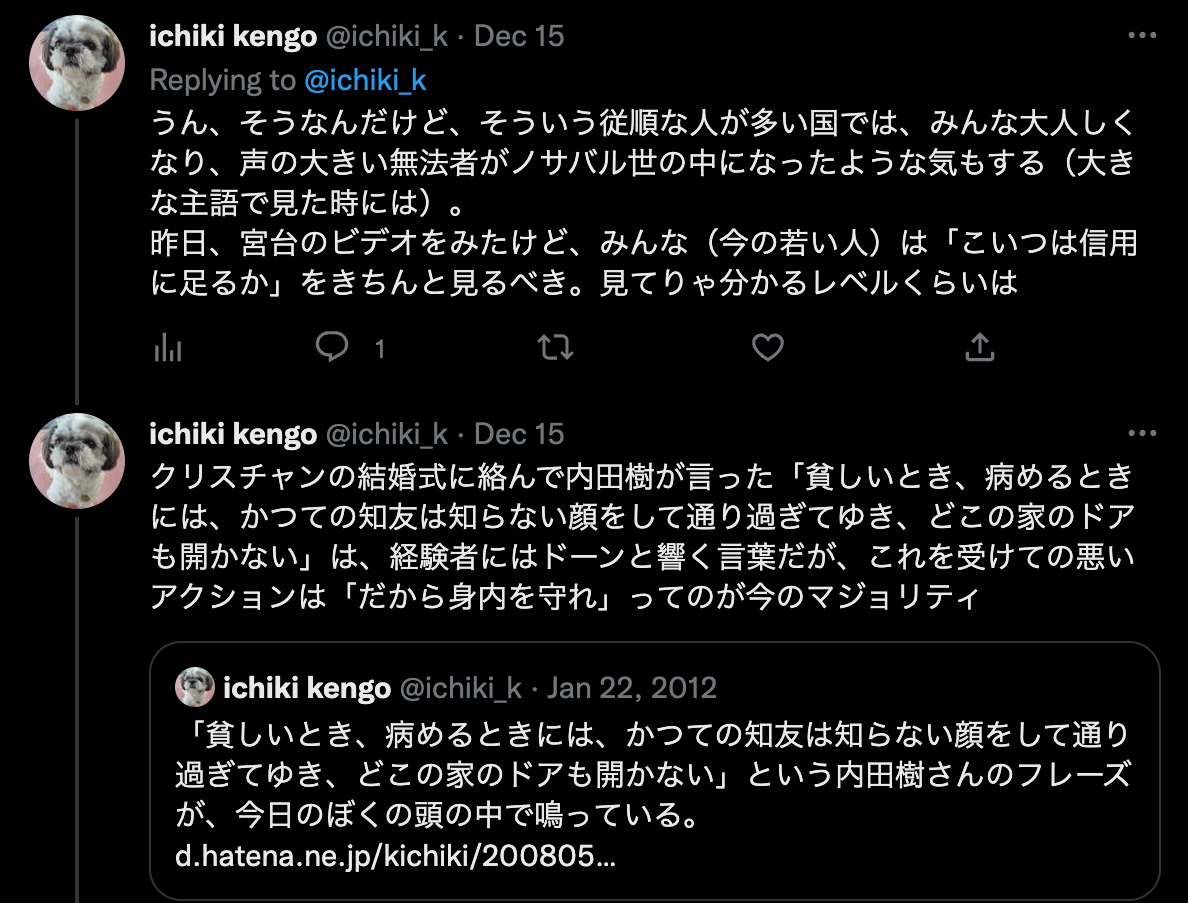 ichiki kengo @ichiki_k · Dec 15
Replying to @ichiki_k
うん、そうなんだけど、そういう従順な人が多い国では、みんな大人しく
なり、声の大きい無法者がノサバル世の中になったような気もする（大き
な主語で見た時には）。
昨日、宮台のビデオをみたけど、みんな（今の若い人）は「こいつは信用
に足るか」をきちんと見るべき。見てりゃ分かるレベルくらいは
1
ichiki kengo @ichiki_k · Dec 15
クリスチャンの結婚式に絡んで内田樹が言った「貧しいとき、病めるとき
には、かつての知友は知らない顔をして通り過ぎてゆき、どこの家のドア
も開かない」は、経験者にはドーンと響く言葉だが、これを受けての悪い
アクションは「だから身内を守れ」ってのが今のマジョリティ
ichiki kengo @ichiki_k · Jan 22, 2012
「貧しいとき、病めるときには、かつての知友は知らない顔をして通り
過ぎてゆき、どこの家のドアも開かない」という内田樹さんのフレーズ
が、今日のぼくの頭の中で鳴っている。
d.hatena.ne.jp/kichiki/200805…